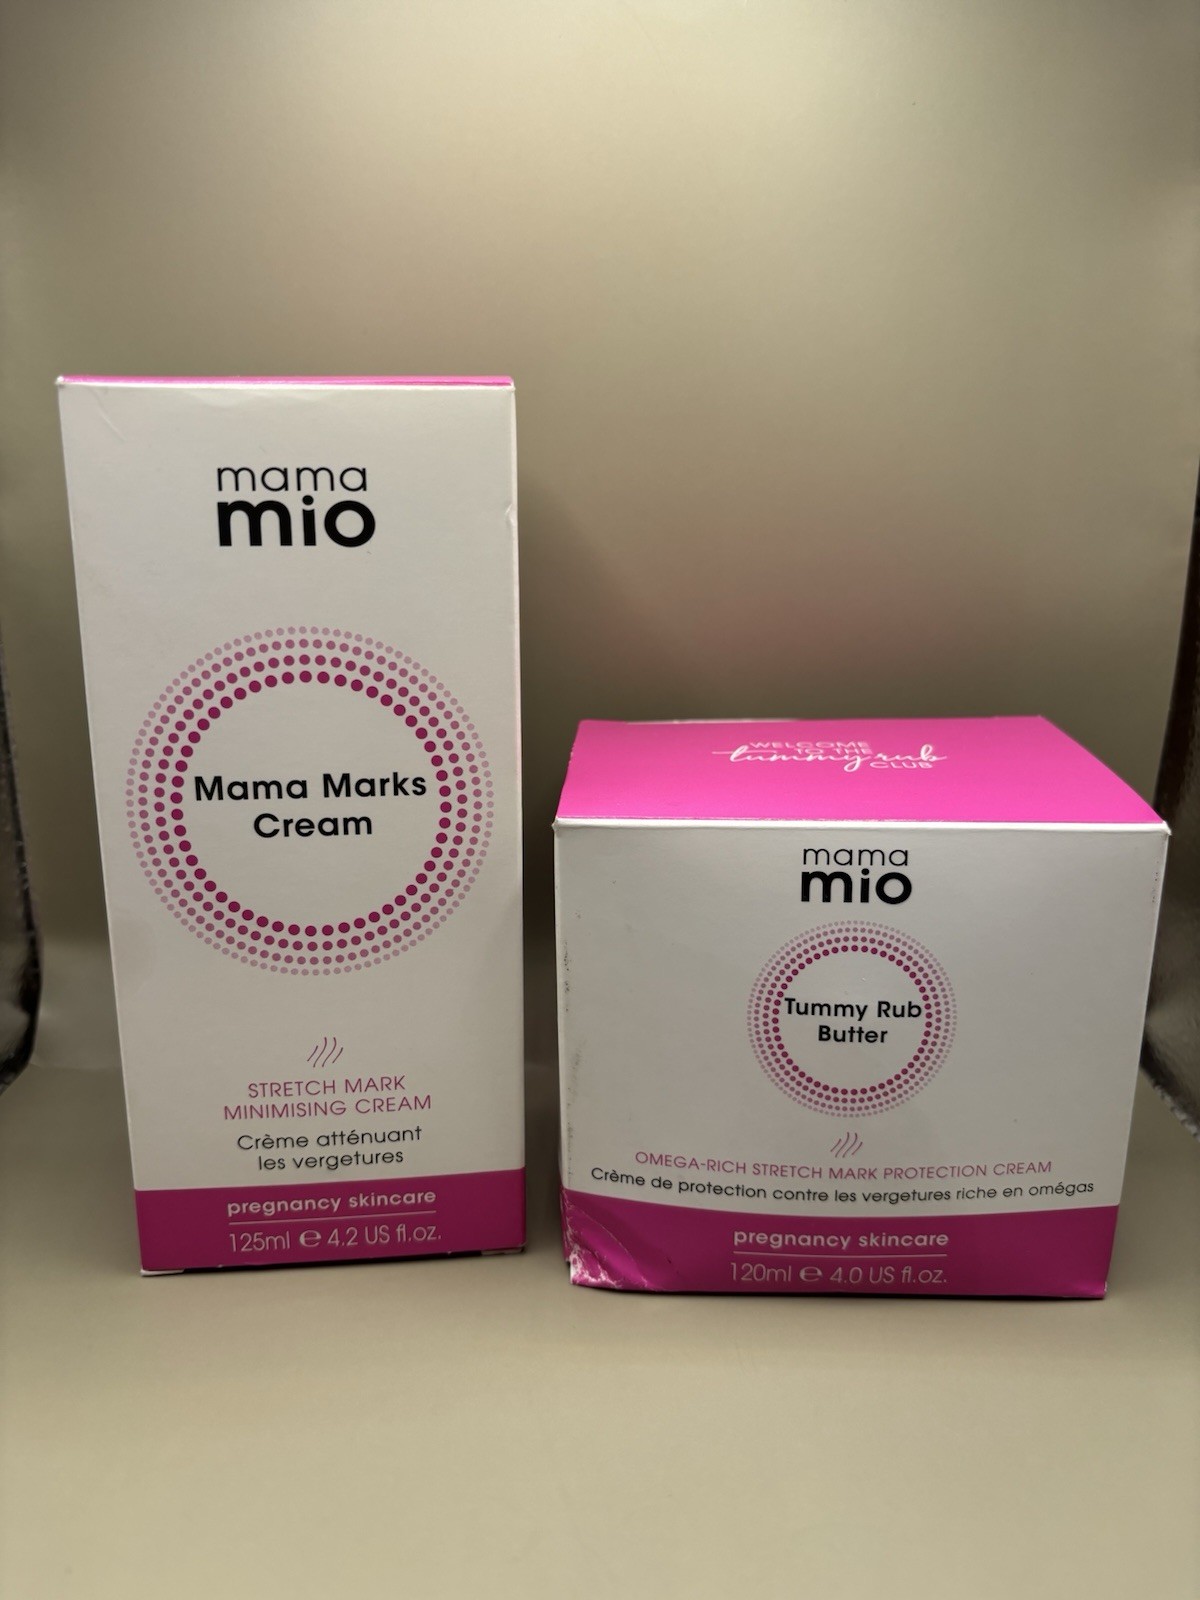 mama
mio
Mama Marks
Cream
STRETCH MARK
MINIMISING CREAM
Crème atténuant
les vergetures
pregnancy skincare
125ml ℮ 4.2 US fl.oz.
WELCOME
TO THE
tummy rub
CLUB
mama
mio
Tummy Rub
Butter
OMEGA-RICH STRETCH MARK PROTECTION CREAM
Crème de protection contre les vergetures riche en omégas
pregnancy skincare
120ml ℮ 4.0 US fl.oz.